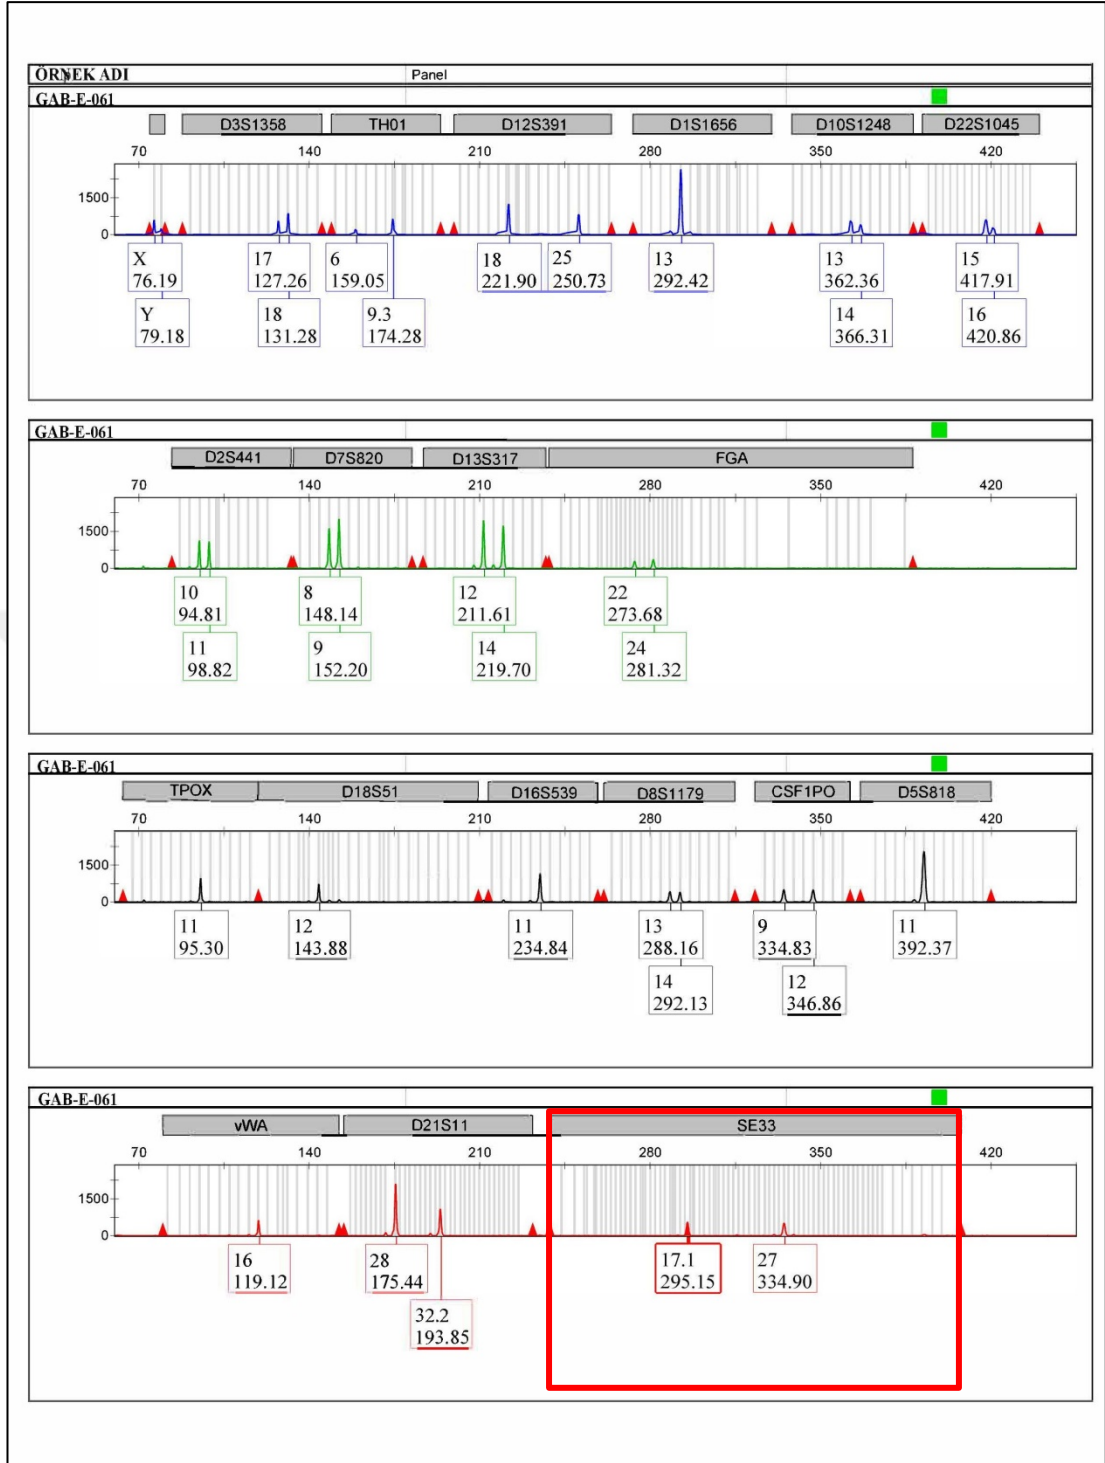 ÖRNEK ADI Panel
GAB-E-061
D3S1358 TH01 D12S391 D1S1656 D10S1248 D22S1045
70 140 210 280 350 420
1500
0
X 17 6 18 25 13 13 15
76.19 127.26 159.05 221.90 250.73 292.42 362.36 417.91
Y 18 9.3 14 16
79.18 131.28 174.28 366.31 420.86
GAB-E-061
D2S441 D7S820 D13S317 FGA
70 140 210 280 350 420
1500
0
10 8 12 22
94.81 148.14 211.61 273.68
11 9 14 24
98.82 152.20 219.70 281.32
GAB-E-061
TPOX D18S51 D16S539 D8S1179 CSF1PO D5S818
70 140 210 280 350 420
1500
0
11 12 11 13 9 11
95.30 143.88 234.84 288.16 334.83 392.37
14 12
292.13 346.86
GAB-E-061
vWA D21S11 SE33
70 140 210 280 350 420
1500
0
16 28 17.1 27
119.12 175.44 295.15 334.90
32.2
193.85